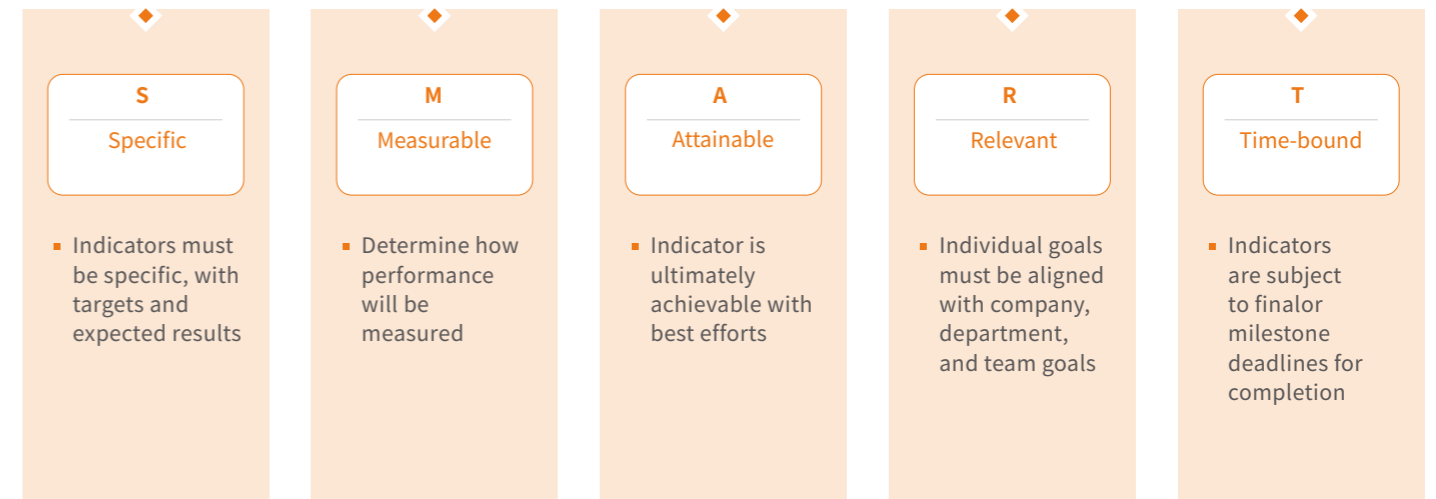 S
Specific
Indicators must
be specific, with
targets and
expected results
M
Measurable
Determine how
performance
will be
measured
A
Attainable
Indicator is
ultimately
achievable with
best efforts
R
Relevant
Individual goals
must be aligned
with company,
department,
and team goals
T
Time-bound
Indicators
are subject
to finalor
milestone
deadlines for
completion